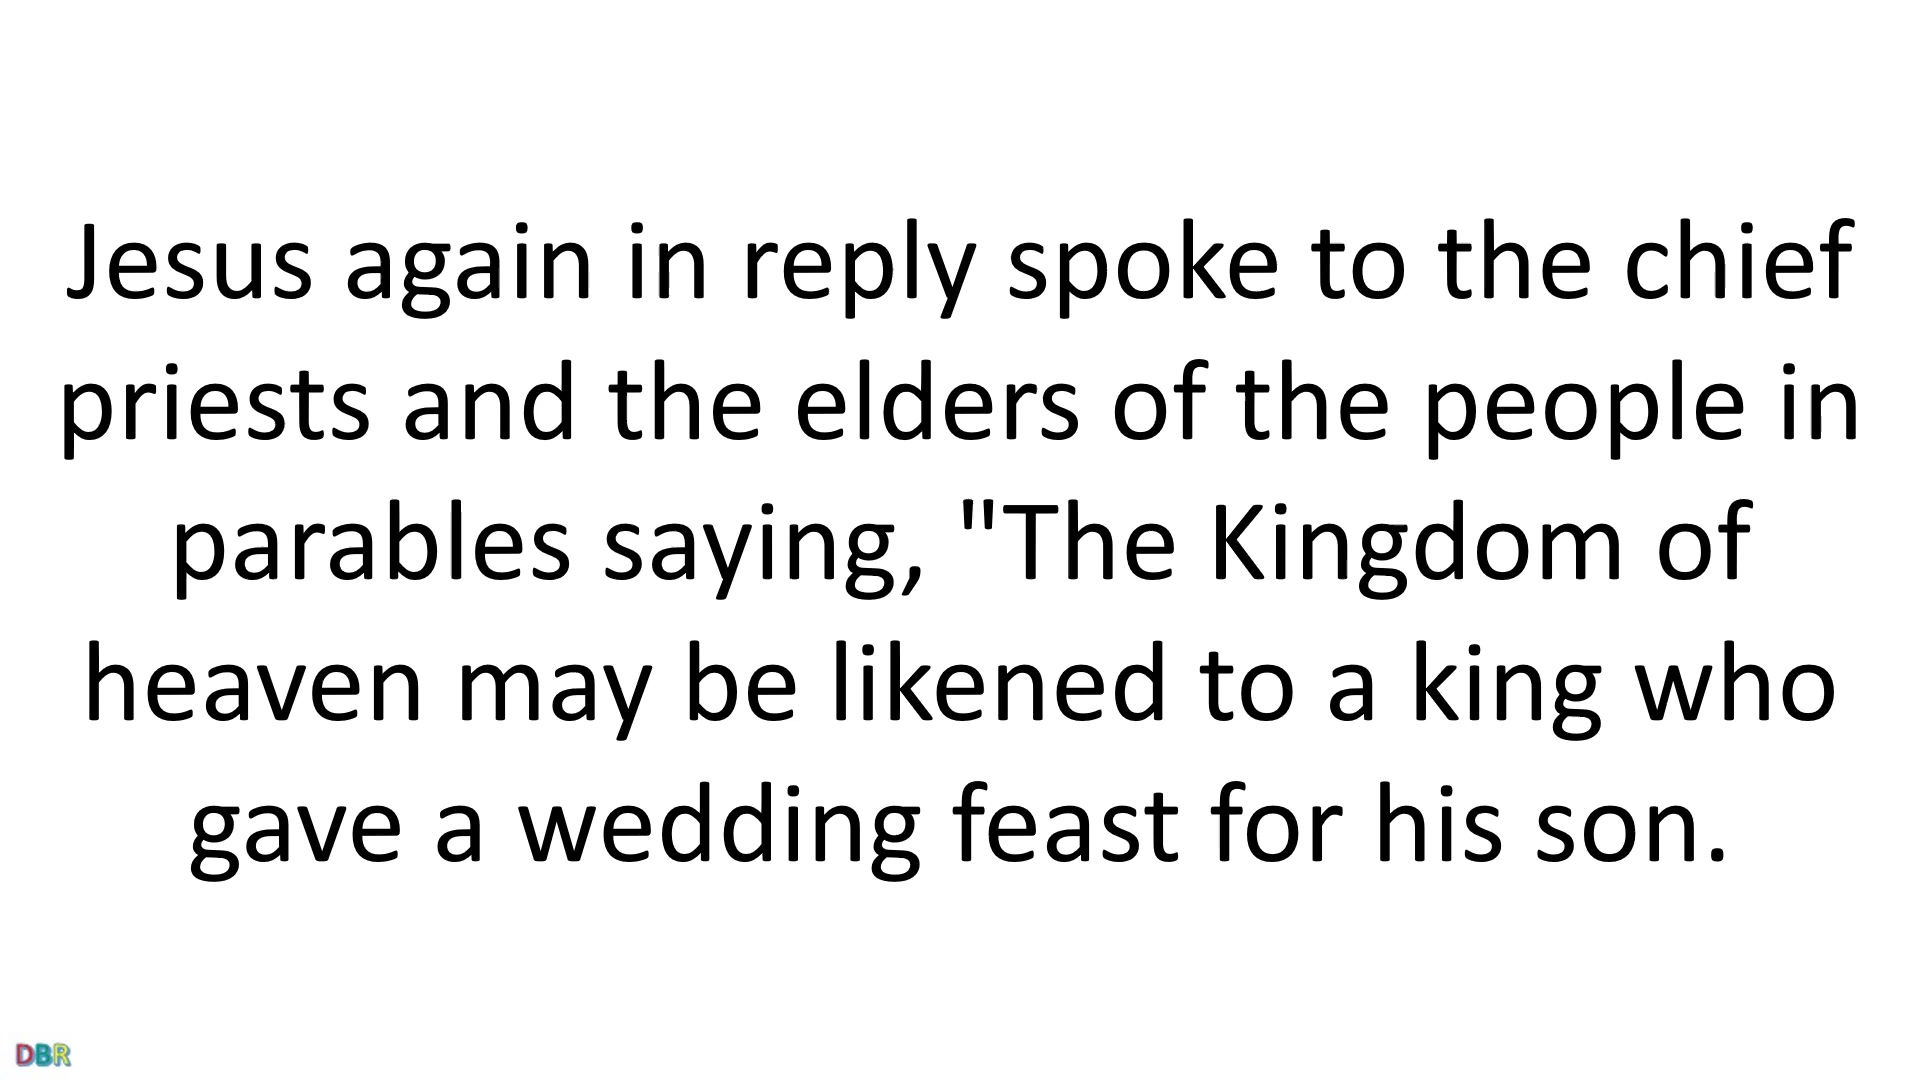 Jesus again in reply spoke to the chief
priests and the elders of the people in
parables saying, "The Kingdom of
heaven may be likened to a king who
gave a wedding feast for his son.
DBR